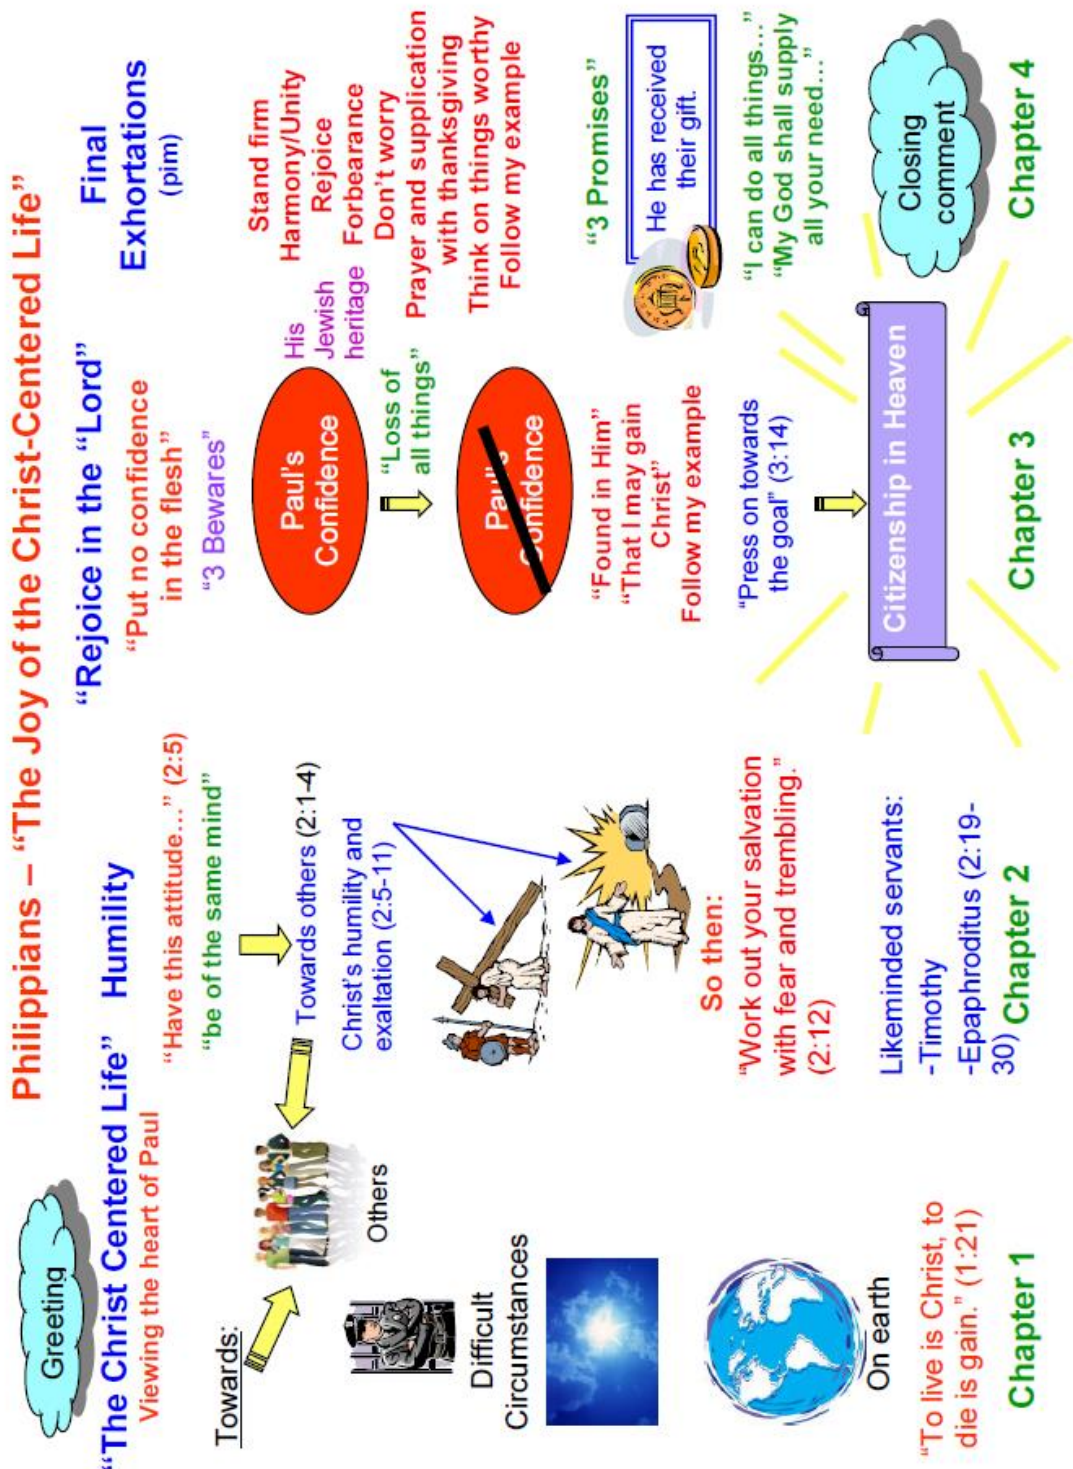 Philippians – “The Joy of the Christ-Centered Life”
Greeting
“The Christ Centered Life”
Viewing the heart of Paul
Towards:
Others
Difficult
Circumstances
On earth
“To live is Christ, to
die is gain.” (1:21)
Chapter 1
Humility
“Have this attitude…” (2:5)
“be of the same mind”
Towards others (2:1-4)
Christ’s humility and
exaltation (2:5-11)
So then:
“Work out your salvation
with fear and trembling.”
(2:12)
Likeminded servants:
-Timothy
-Epaphroditus (2:19-
30)
Chapter 2
“Rejoice in the “Lord”
“Put no confidence
in the flesh”
“3 Bewares”
Paul’s
Confidence
His
Jewish
heritage
“Loss of
all things”
Paul’s
Confidence
“Found in Him”
“That I may gain
Christ”
Follow my example
“Press on towards
the goal” (3:14)
Citizenship in Heaven
Chapter 3
Final
Exhortations
(pim)
Stand firm
Harmony/Unity
Rejoice
Forbearance
Don’t worry
Prayer and supplication
with thanksgiving
Think on things worthy
Follow my example
“3 Promises”
He has received
their gift.
“I can do all things…”
“My God shall supply
all your need…”
Closing
comment
Chapter 4